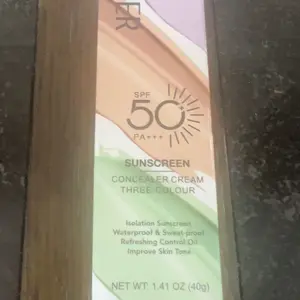 ER
SPF
50+
PA+++
SUNSCREEN
CONCEALER CREAM
THREE COLOUR
Isolation Sunscreen
Waterproof & Sweat-proof
Refreshing Control Oil
Improve Skin Tone
NET WT. 1.41 OZ (40g)